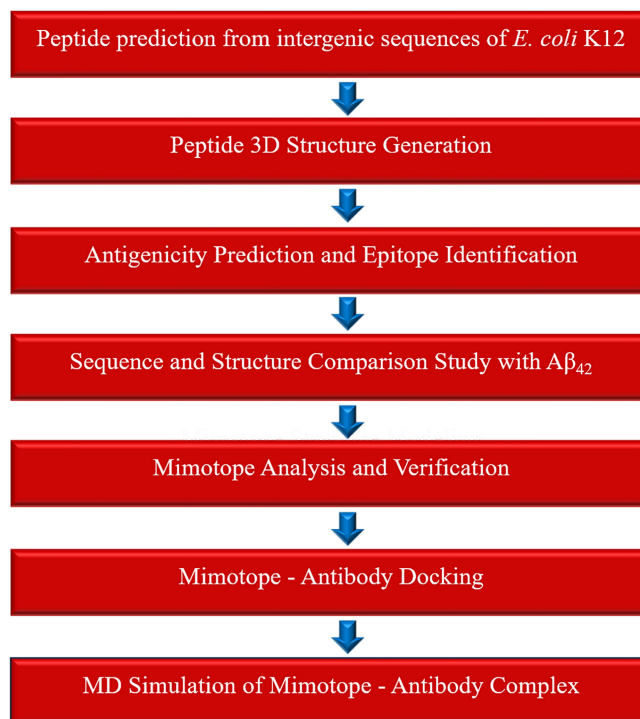 Peptide prediction from intergenic sequences of E. coli K12
Peptide 3D Structure Generation
Antigenicity Prediction and Epitope Identification
Sequence and Structure Comparison Study with Aβ₄₂
Mimotope Analysis and Verification
Mimotope - Antibody Docking
MD Simulation of Mimotope - Antibody Complex